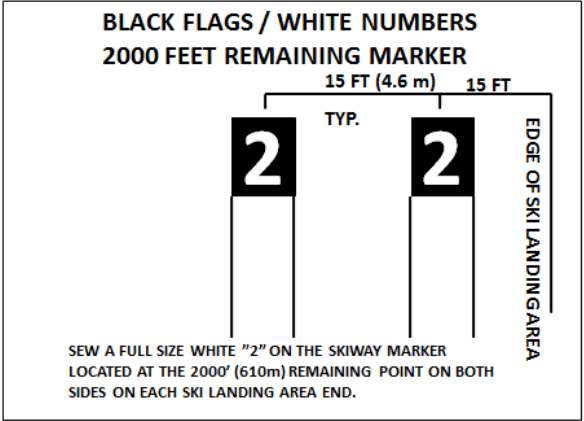 BLACK FLAGS / WHITE NUMBERS
2000 FEET REMAINING MARKER
15 FT (4.6 m)
15 FT
TYP.
2
2
EDGE OF SKI LANDING AREA
SEW A FULL SIZE WHITE ”2” ON THE SKIWAY MARKER
LOCATED AT THE 2000’ (610m) REMAINING POINT ON BOTH
SIDES ON EACH SKI LANDING AREA END.